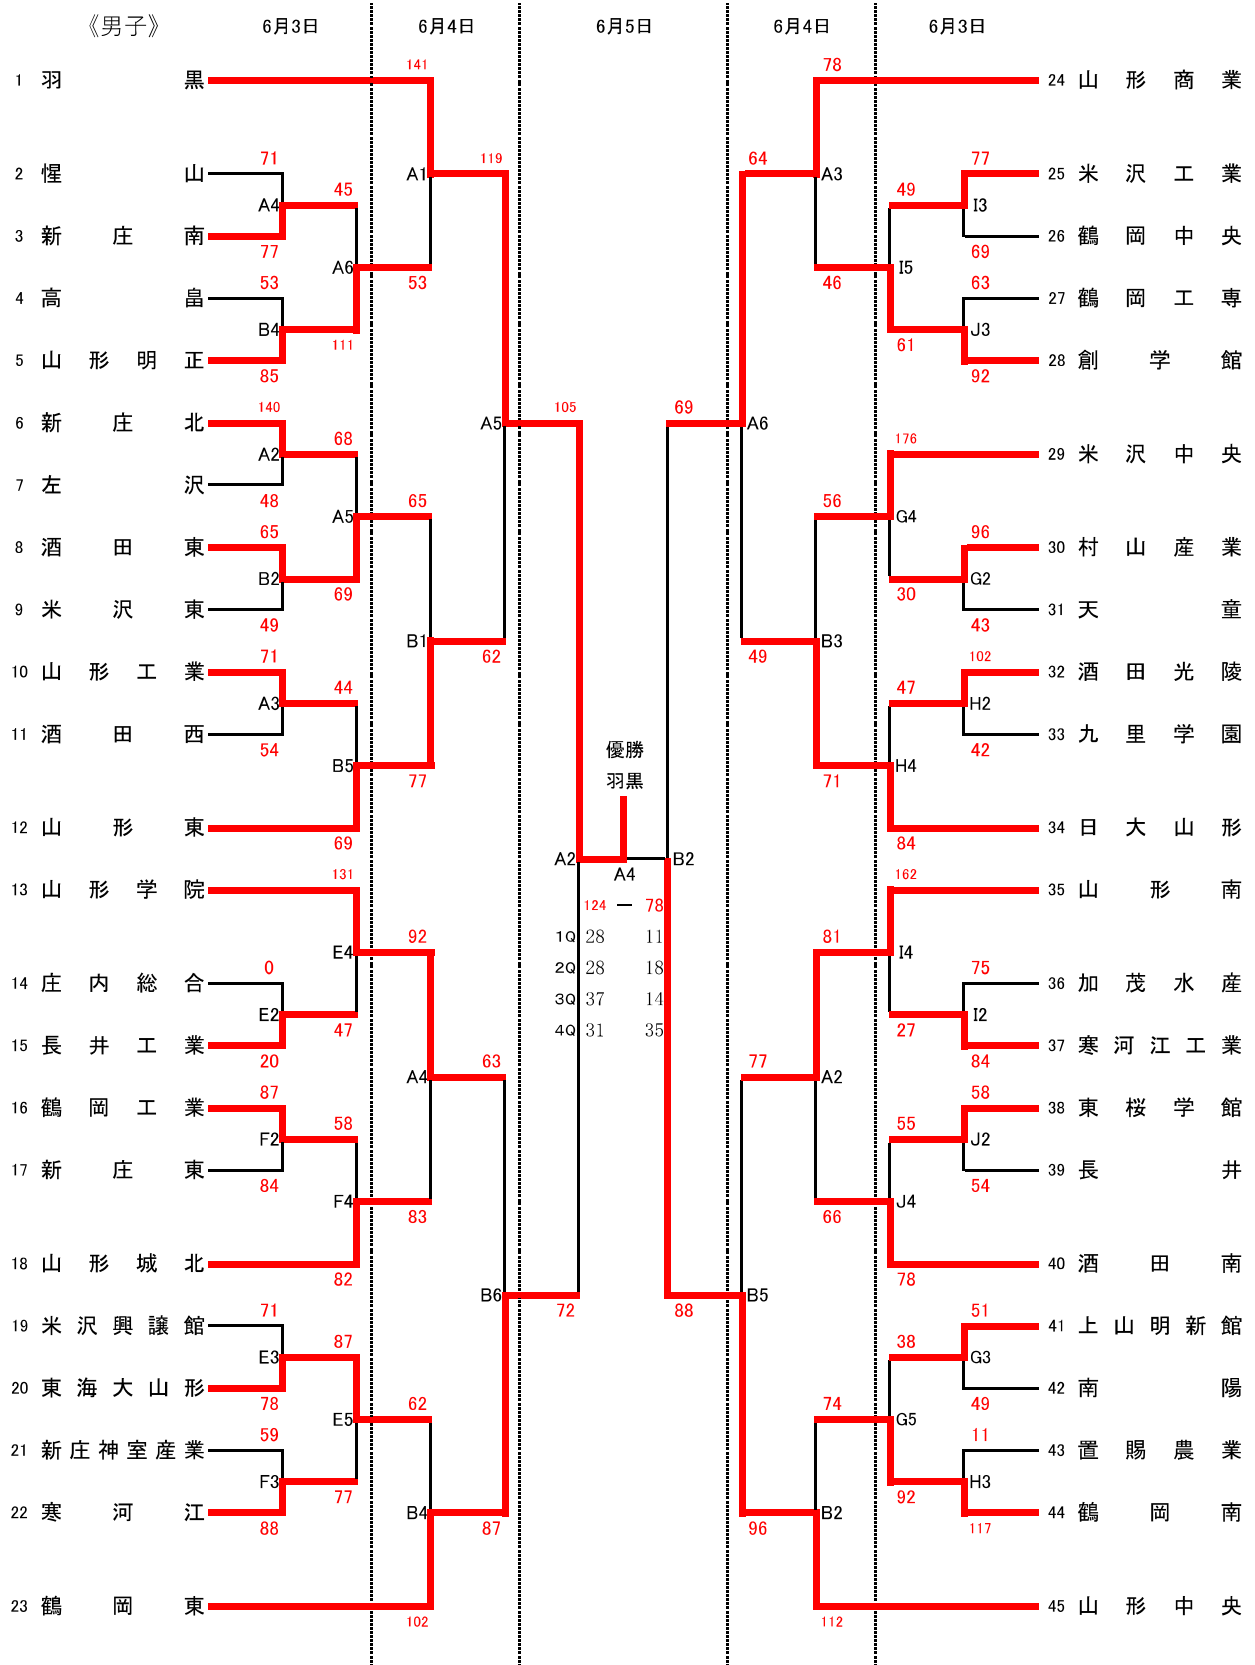 《男子》 6月3日 6月4日 6月5日 6月4日 6月3日
141 78
1 羽黒 24 山形商業
71 119 64 77
2 惺山 A1 A3 25 米沢工業
45 49
A4 I3
3 新庄南 26 鶴岡中央
77 69
A6 I5
53 53 46 63
4 高畠 27 鶴岡工専
B4 J3
111 61
5 山形明正 28 創学館
85 92
140 105 69
6 新庄北 A5 A6
68 176
A2 29 米沢中央
7 左沢
48 65 56
A5 G4
65 96
8 酒田東 30 村山産業
B2 G2
69 30
9 米沢東 31 天童
49 43
B1 B3
71 62 49 102
10 山形工業 32 酒田光陵
44 47
A3 H2
11 酒田西 33 九里学園
54 42
優勝
B5 H4
77 羽黒 71
12 山形東 34 日大山形
69 84
A2 B2
A4
131 162
13 山形学院 35 山形南
124 ー 78
92 1Q 28 11 81
E4 I4
0 2Q 28 18 75
14 庄内総合 36 加茂水産
3Q 37 14
E2 I2
47 4Q 31 35 27
15 長井工業 37 寒河江工業
20 63 77 84
A4 A2
87 58
16 鶴岡工業 38 東桜学館
58 55
F2 J2
17 新庄東 39 長井
84 54
F4 J4
83 66
18 山形城北 40 酒田南
82 78
B6 B5
71 72 88 51
19 米沢興譲館 41 上山明新館
87 38
E3 G3
20 東海大山形 42 南陽
78 62 74 49
E5 G5
59 11
21 新庄神室産業 43 置賜農業
F3 H3
77 92
22 寒河江 B4 B2 44 鶴岡南
88 87 96 117
23 鶴岡東 45 山形中央
102 112